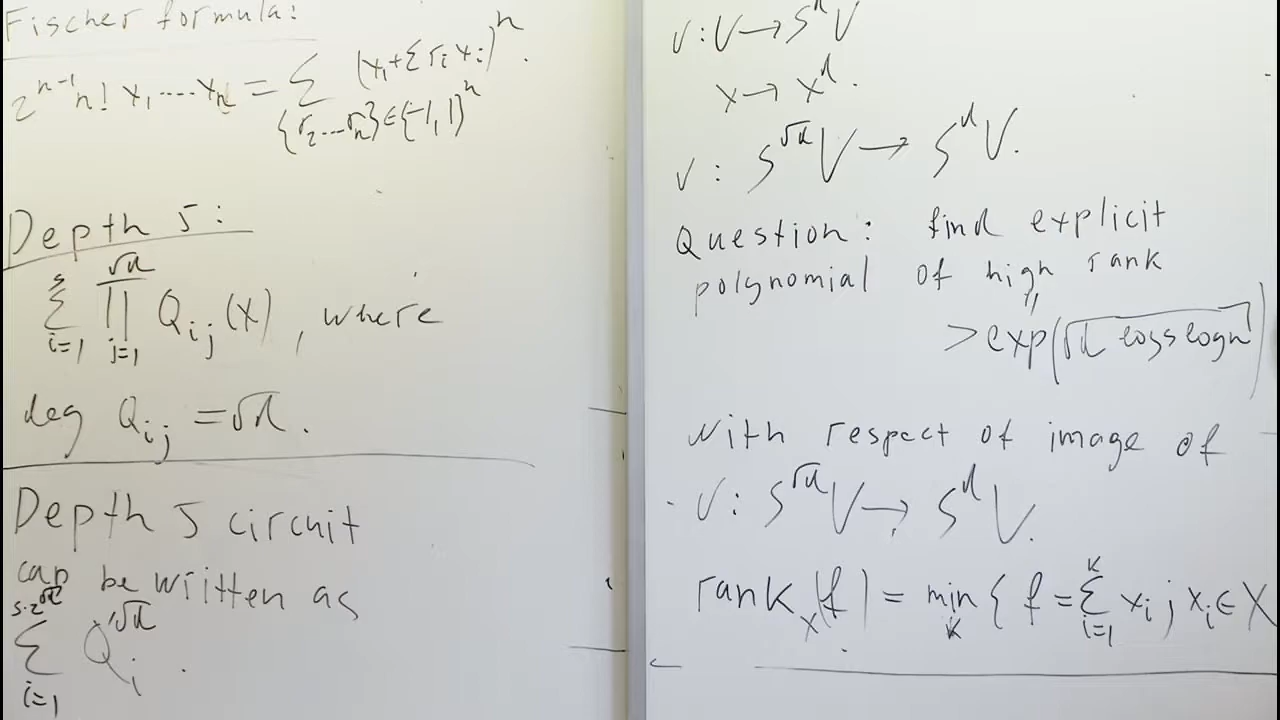 Fischer formula:
2^{n-1} n! x_1 .... x_n = Σ_{{r_2 ... r_n} ∈ {-1, 1}^n} (x_1 + Σ r_i x_i)^n .
Depth 5:
Σ_{i=1}^{s} Π_{j=1}^{√d} Q_{ij}(x), where
deg Q_{ij} = √d .
Depth 5 circuit
can be written as
Σ_{i=1}^{s·2^{√d}} Q'_i^{√d} .
V: V → S^d V
x → x^d .
V: S^{√d} V → S^d V.
Question: find explicit
polynomial of high rank
> exp(√(d log s log n))
with respect of image of
V: S^{√d} V → S^d V.
rank_X(f) = min_K { f = Σ_{i=1}^{K} x_i ; x_i ∈ X